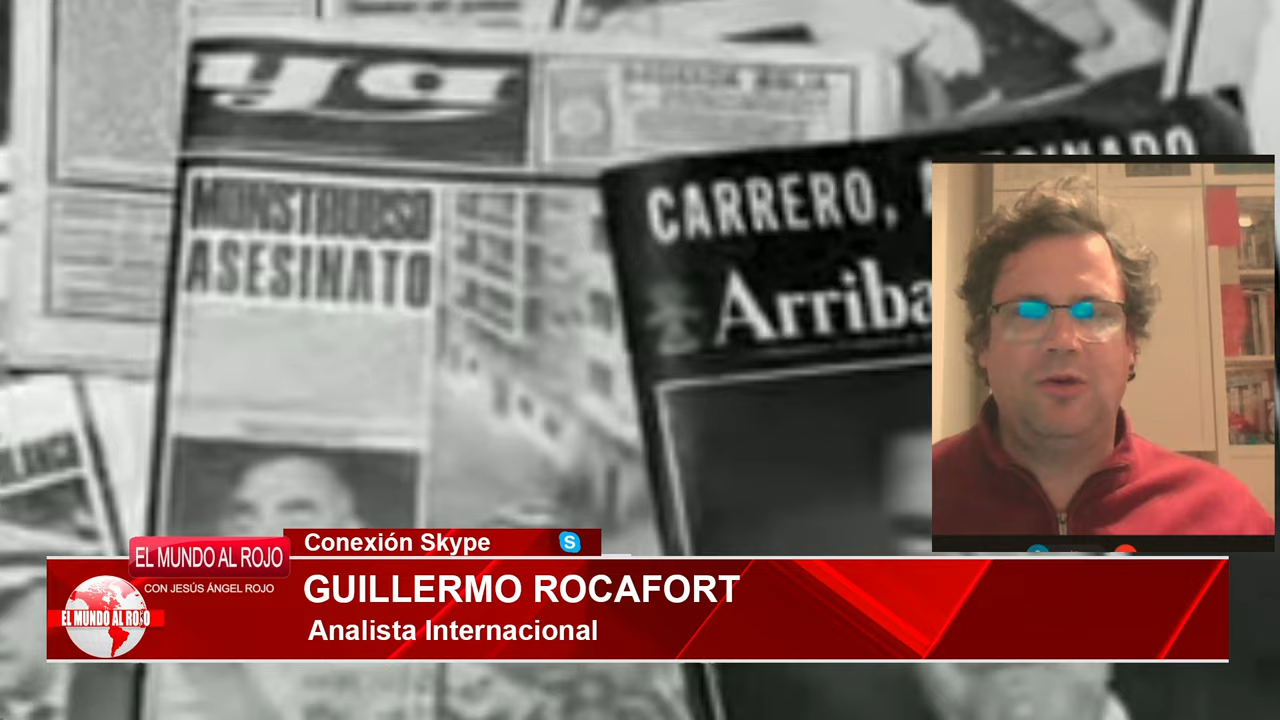 ya
MONSTRUOSO
ASESINATO
CARRERO,
Arriba
Conexión Skype
EL MUNDO AL ROJO
CON JESÚS ÁNGEL ROJO
EL MUNDO AL ROJO
GUILLERMO ROCAFORT
Analista Internacional